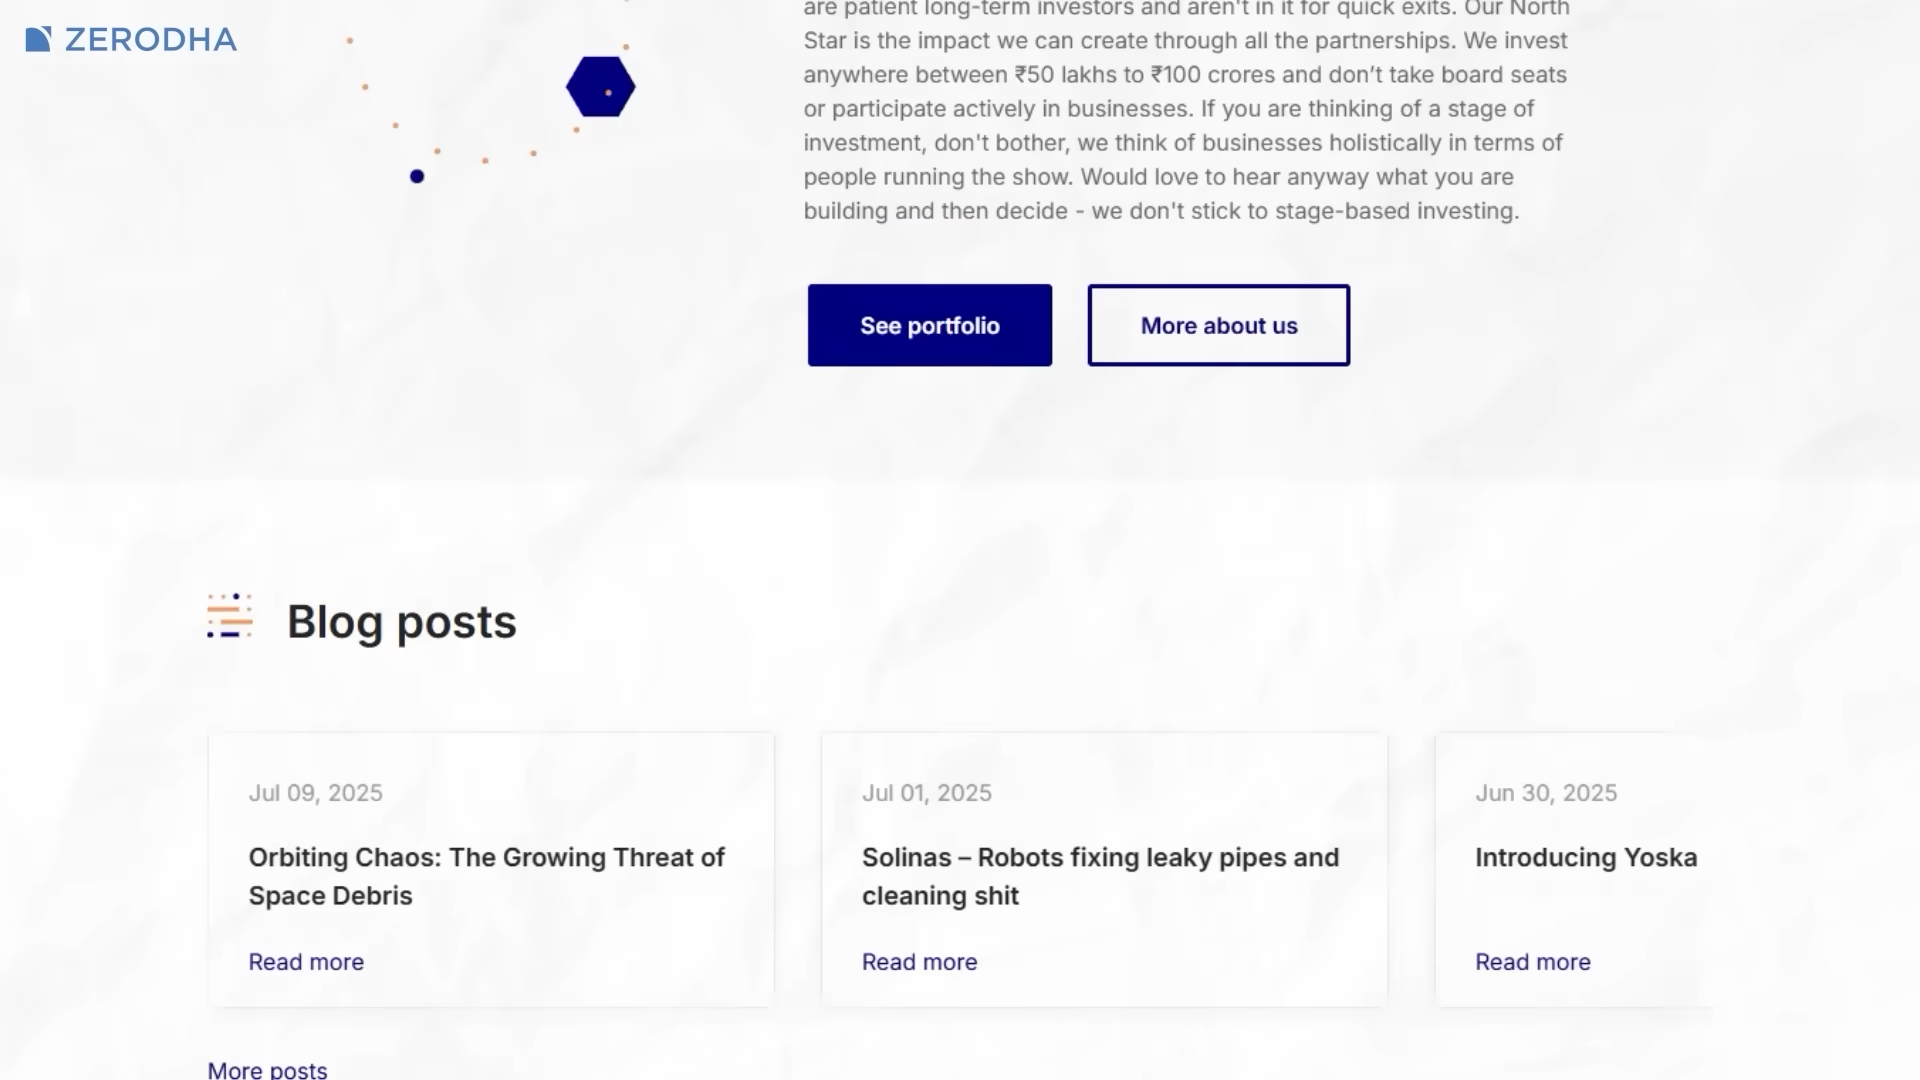 ZERODHA
are patient long-term investors and aren't in it for quick exits. Our North
Star is the impact we can create through all the partnerships. We invest
anywhere between ₹50 lakhs to ₹100 crores and don’t take board seats
or participate actively in businesses. If you are thinking of a stage of
investment, don't bother, we think of businesses holistically in terms of
people running the show. Would love to hear anyway what you are
building and then decide - we don't stick to stage-based investing.
See portfolio
More about us
Blog posts
Jul 09, 2025
Orbiting Chaos: The Growing Threat of
Space Debris
Read more
Jul 01, 2025
Solinas – Robots fixing leaky pipes and
cleaning shit
Read more
Jun 30, 2025
Introducing Yoska
Read more
More posts